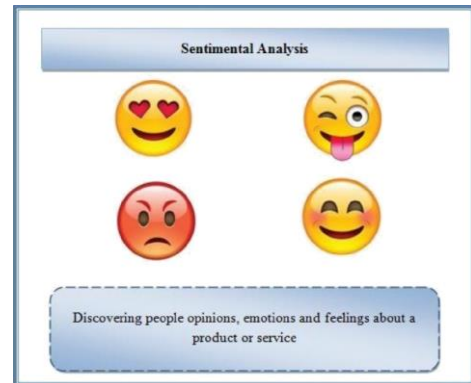 Sentimental Analysis
Discovering people opinions, emotions and feelings about a
product or service